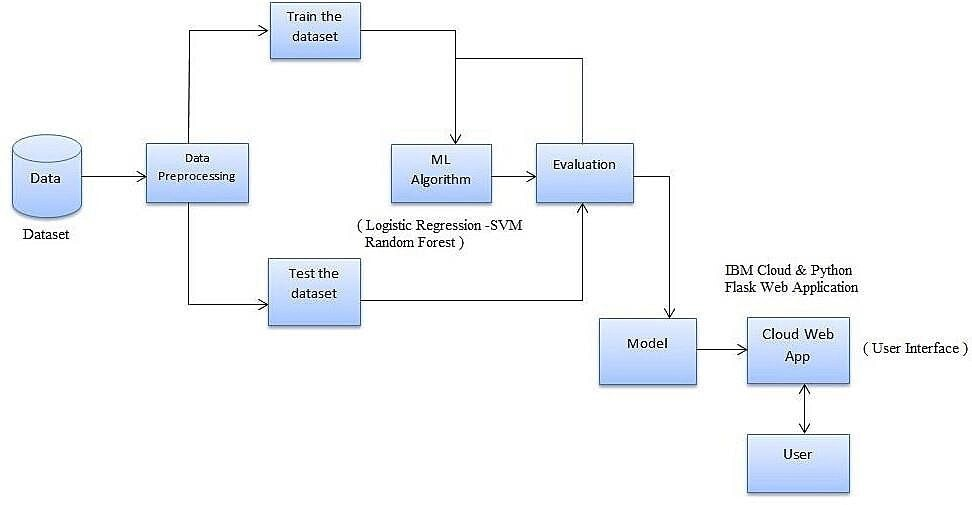 Train the
dataset
Data
Preprocessing
Data
Dataset
ML
Algorithm
Evaluation
( Logistic Regression -SVM
Random Forest )
Test the
dataset
IBM Cloud & Python
Flask Web Application
Model
Cloud Web
App
( User Interface )
User